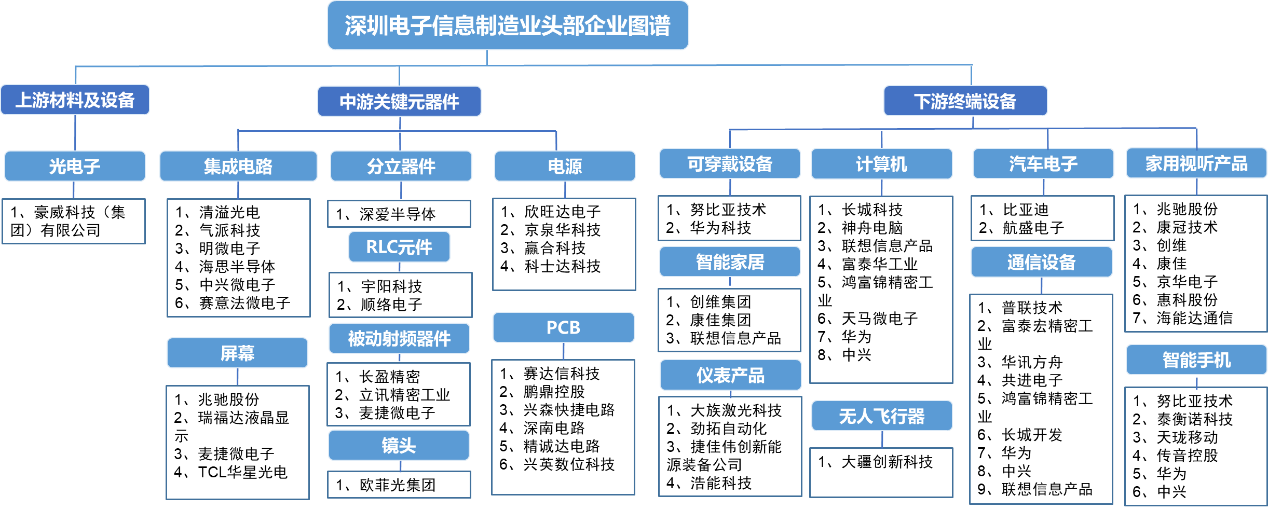 深圳电子信息制造业头部企业图谱
上游材料及设备
中游关键元器件
下游终端设备
光电子
1、豪威科技（集
团）有限公司
集成电路
1、清溢光电
2、气派科技
3、明微电子
4、海思半导体
5、中兴微电子
6、赛意法微电子
屏幕
1、兆驰股份
2、瑞福达液晶显
示
3、麦捷微电子
4、TCL华星光电
分立器件
1、深爱半导体
RLC元件
1、宇阳科技
2、顺络电子
被动射频器件
1、长盈精密
2、立讯精密工业
3、麦捷微电子
镜头
1、欧菲光集团
电源
1、欣旺达电子
2、京泉华科技
3、赢合科技
4、科士达科技
PCB
1、赛达信科技
2、鹏鼎控股
3、兴森快捷电路
4、深南电路
5、精诚达电路
6、兴英数位科技
可穿戴设备
1、努比亚技术
2、华为科技
智能家居
1、创维集团
2、康佳集团
3、联想信息产品
仪表产品
1、大族激光科技
2、劲拓自动化
3、捷佳伟创新能
源装备公司
4、浩能科技
计算机
1、长城科技
2、神舟电脑
3、联想信息产品
4、富泰华工业
5、鸿富锦精密工
业
6、天马微电子
7、华为
8、中兴
无人飞行器
1、大疆创新科技
汽车电子
1、比亚迪
2、航盛电子
通信设备
1、普联技术
2、富泰宏精密工
业
3、华讯方舟
4、共进电子
5、鸿富锦精密工
业
6、长城开发
7、华为
8、中兴
9、联想信息产品
家用视听产品
1、兆驰股份
2、康冠技术
3、创维
4、康佳
5、京华电子
6、惠科股份
7、海能达通信
智能手机
1、努比亚技术
2、泰衡诺科技
3、天珑移动
4、传音控股
5、华为
6、中兴